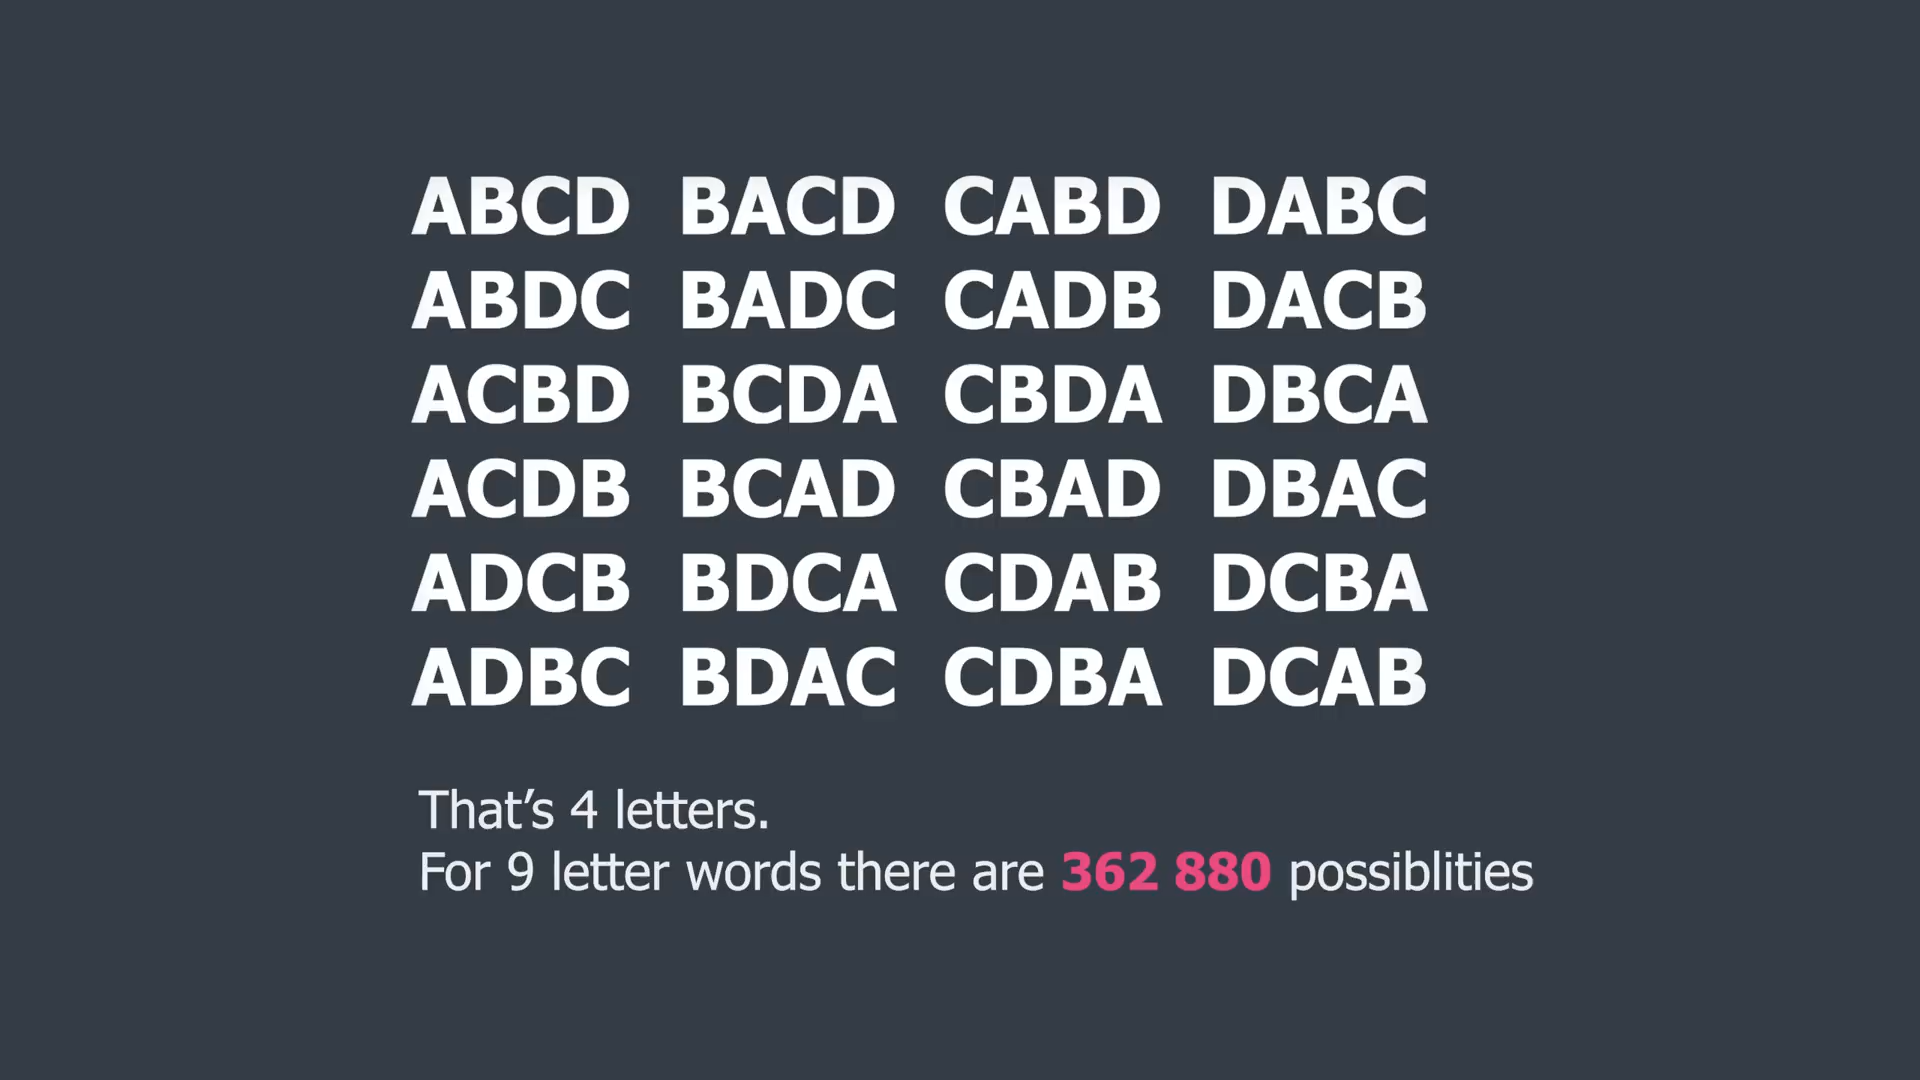 ABCD BACD CABD DABC
ABDC BADC CADB DACB
ACBD BCDA CBDA DBCA
ACDB BCAD CBAD DBAC
ADCB BDCA CDAB DCBA
ADBC BDAC CDBA DCAB
That’s 4 letters.
For 9 letter words there are 362 880 possiblities